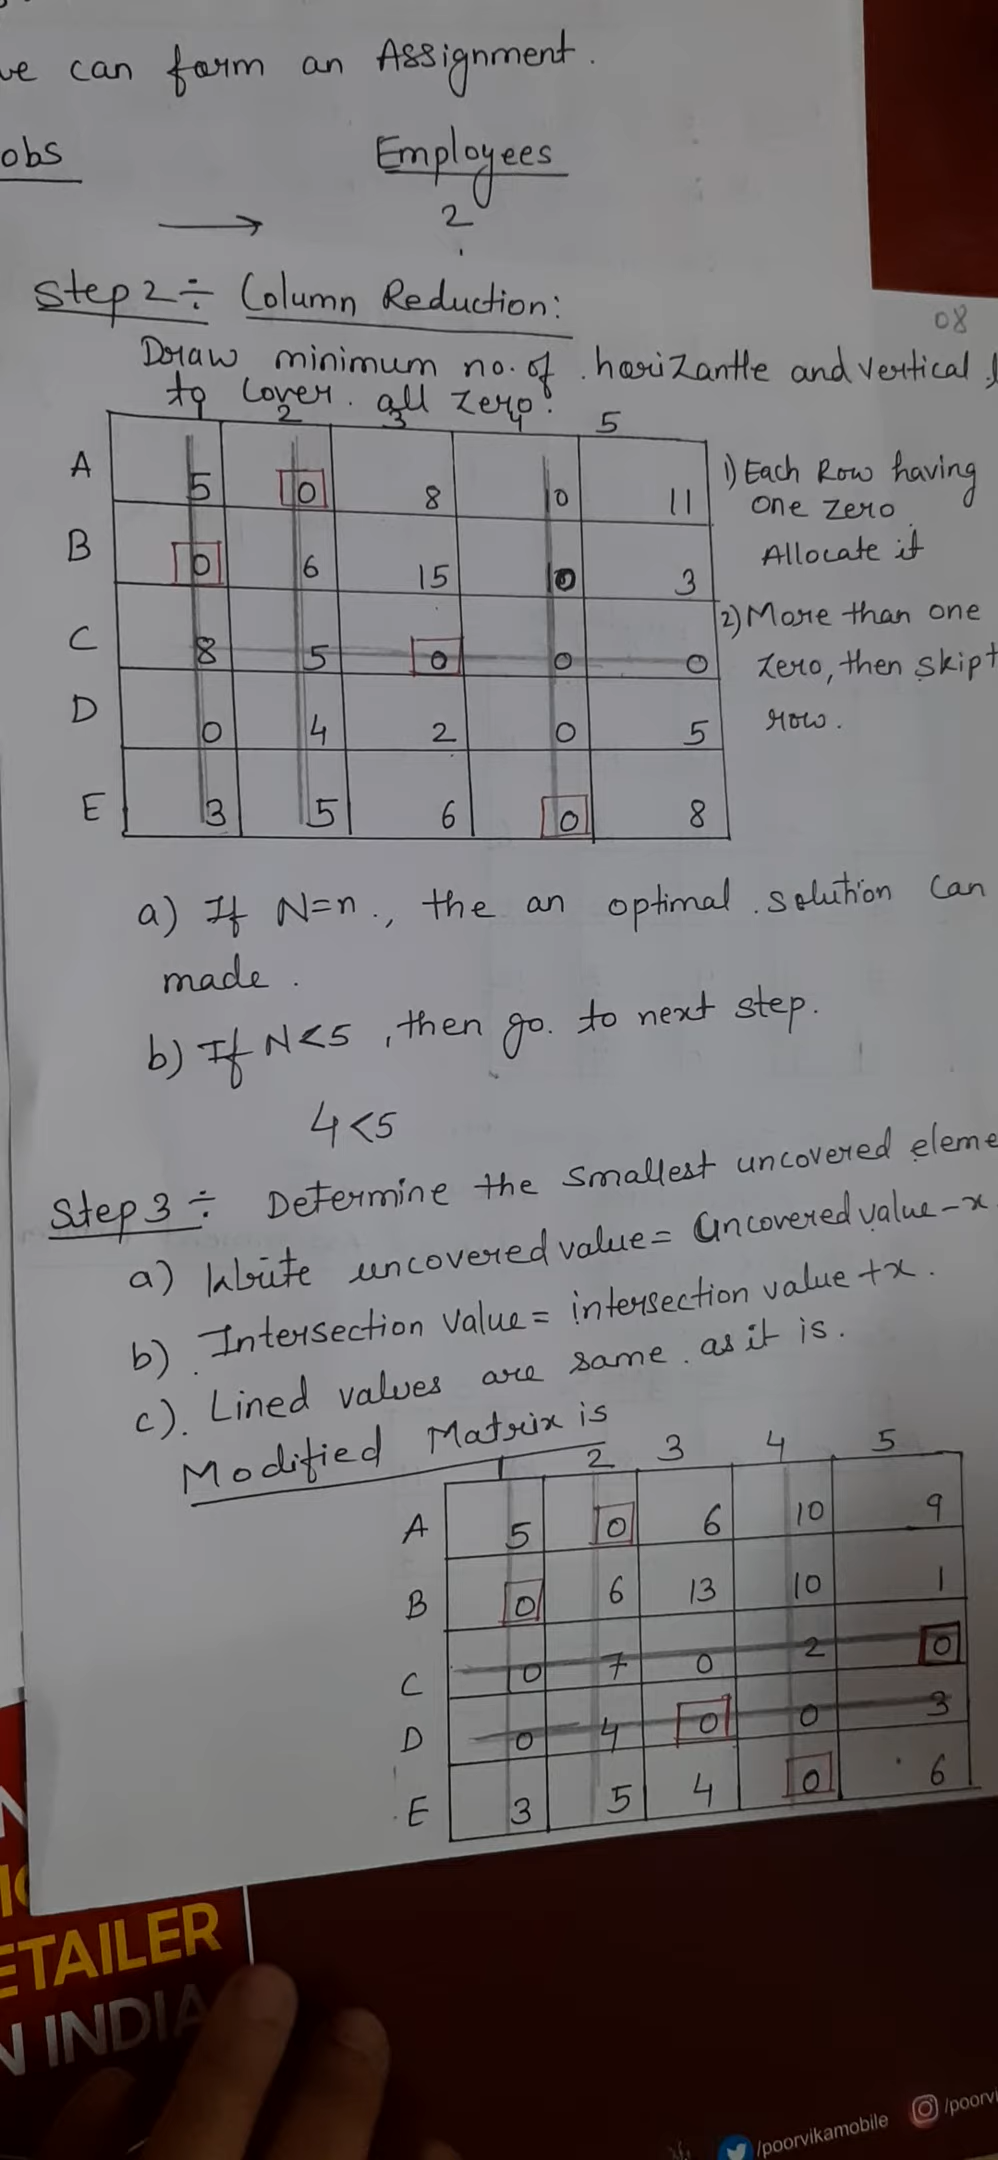 can form an Assignment.
obs Employees
→ 2
Step 2 ÷ Column Reduction:
08
Draw minimum no. of horizantle and vertical
to cover all zero.
1 2 3 4 5
A 5 0 8 10 11
B 0 6 15 10 3
C 8 5 0 0 0
D 0 4 2 0 5
E 3 5 6 0 8
1) Each Row having
one zero
Allocate it
2) More than one
zero, then skip
row.
a) If N=n., the an optimal solution can
made.
b) If N<5, then go. to next step.
4<5
Step 3 ÷ Determine the smallest uncovered eleme
a) Write uncovered value = Uncovered value - x
b) Intersection value = intersection value + x.
c). Lined values are same as it is.
Modified Matrix is
1 2 3 4 5
A 5 0 6 10 9
B 0 6 13 10 1
C 10 7 0 2 0
D 0 4 0 0 3
E 3 5 4 0 6
ETAILER
N INDIA
/poorvikamobile
/poorvi